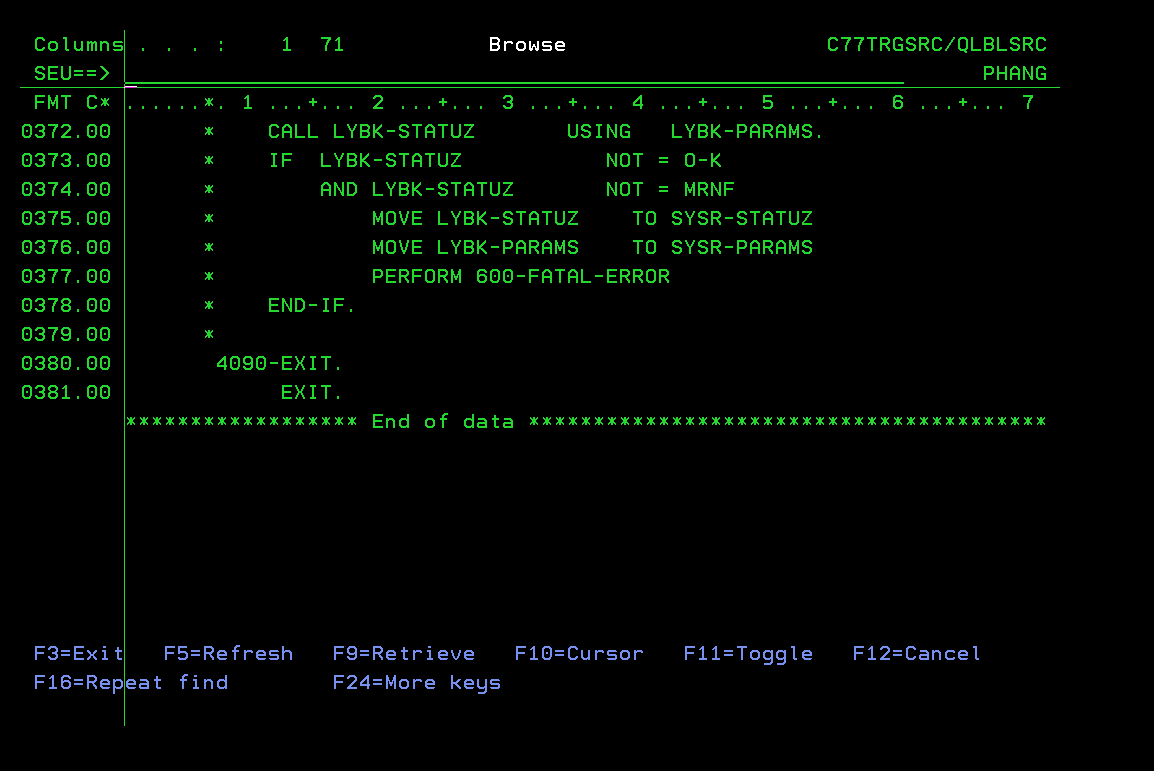 Columns . . . :    1  71           Browse                    C77TRGSRC/QLBLSRC
SEU==>                                                                   PHANG
FMT C* ......*. 1 ...+... 2 ...+... 3 ...+... 4 ...+... 5 ...+... 6 ...+... 7
0372.00       *    CALL LYBK-STATUZ       USING   LYBK-PARAMS.
0373.00       *    IF  LYBK-STATUZ           NOT = O-K
0374.00       *        AND LYBK-STATUZ       NOT = MRNF
0375.00       *            MOVE LYBK-STATUZ    TO SYSR-STATUZ
0376.00       *            MOVE LYBK-PARAMS    TO SYSR-PARAMS
0377.00       *            PERFORM 600-FATAL-ERROR
0378.00       *    END-IF.
0379.00       *
0380.00        4090-EXIT.
0381.00             EXIT.
****************** End of data ****************************************
F3=Exit   F5=Refresh   F9=Retrieve   F10=Cursor   F11=Toggle   F12=Cancel
F16=Repeat find        F24=More keys